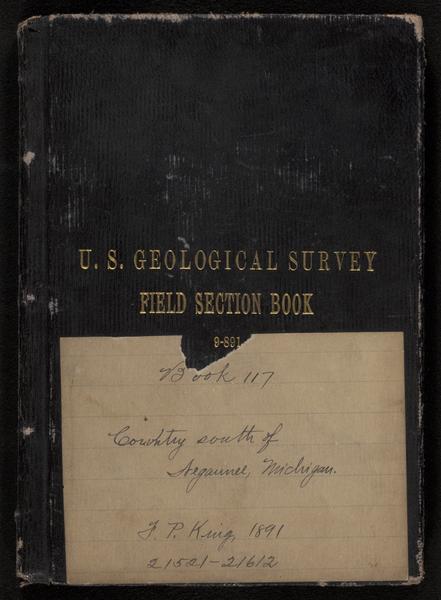 U. S. GEOLOGICAL SURVEY
FIELD SECTION BOOK
9-891
Book 117
Country south of
Negaunee, Michigan.
F. P. King, 1891
21521-21612